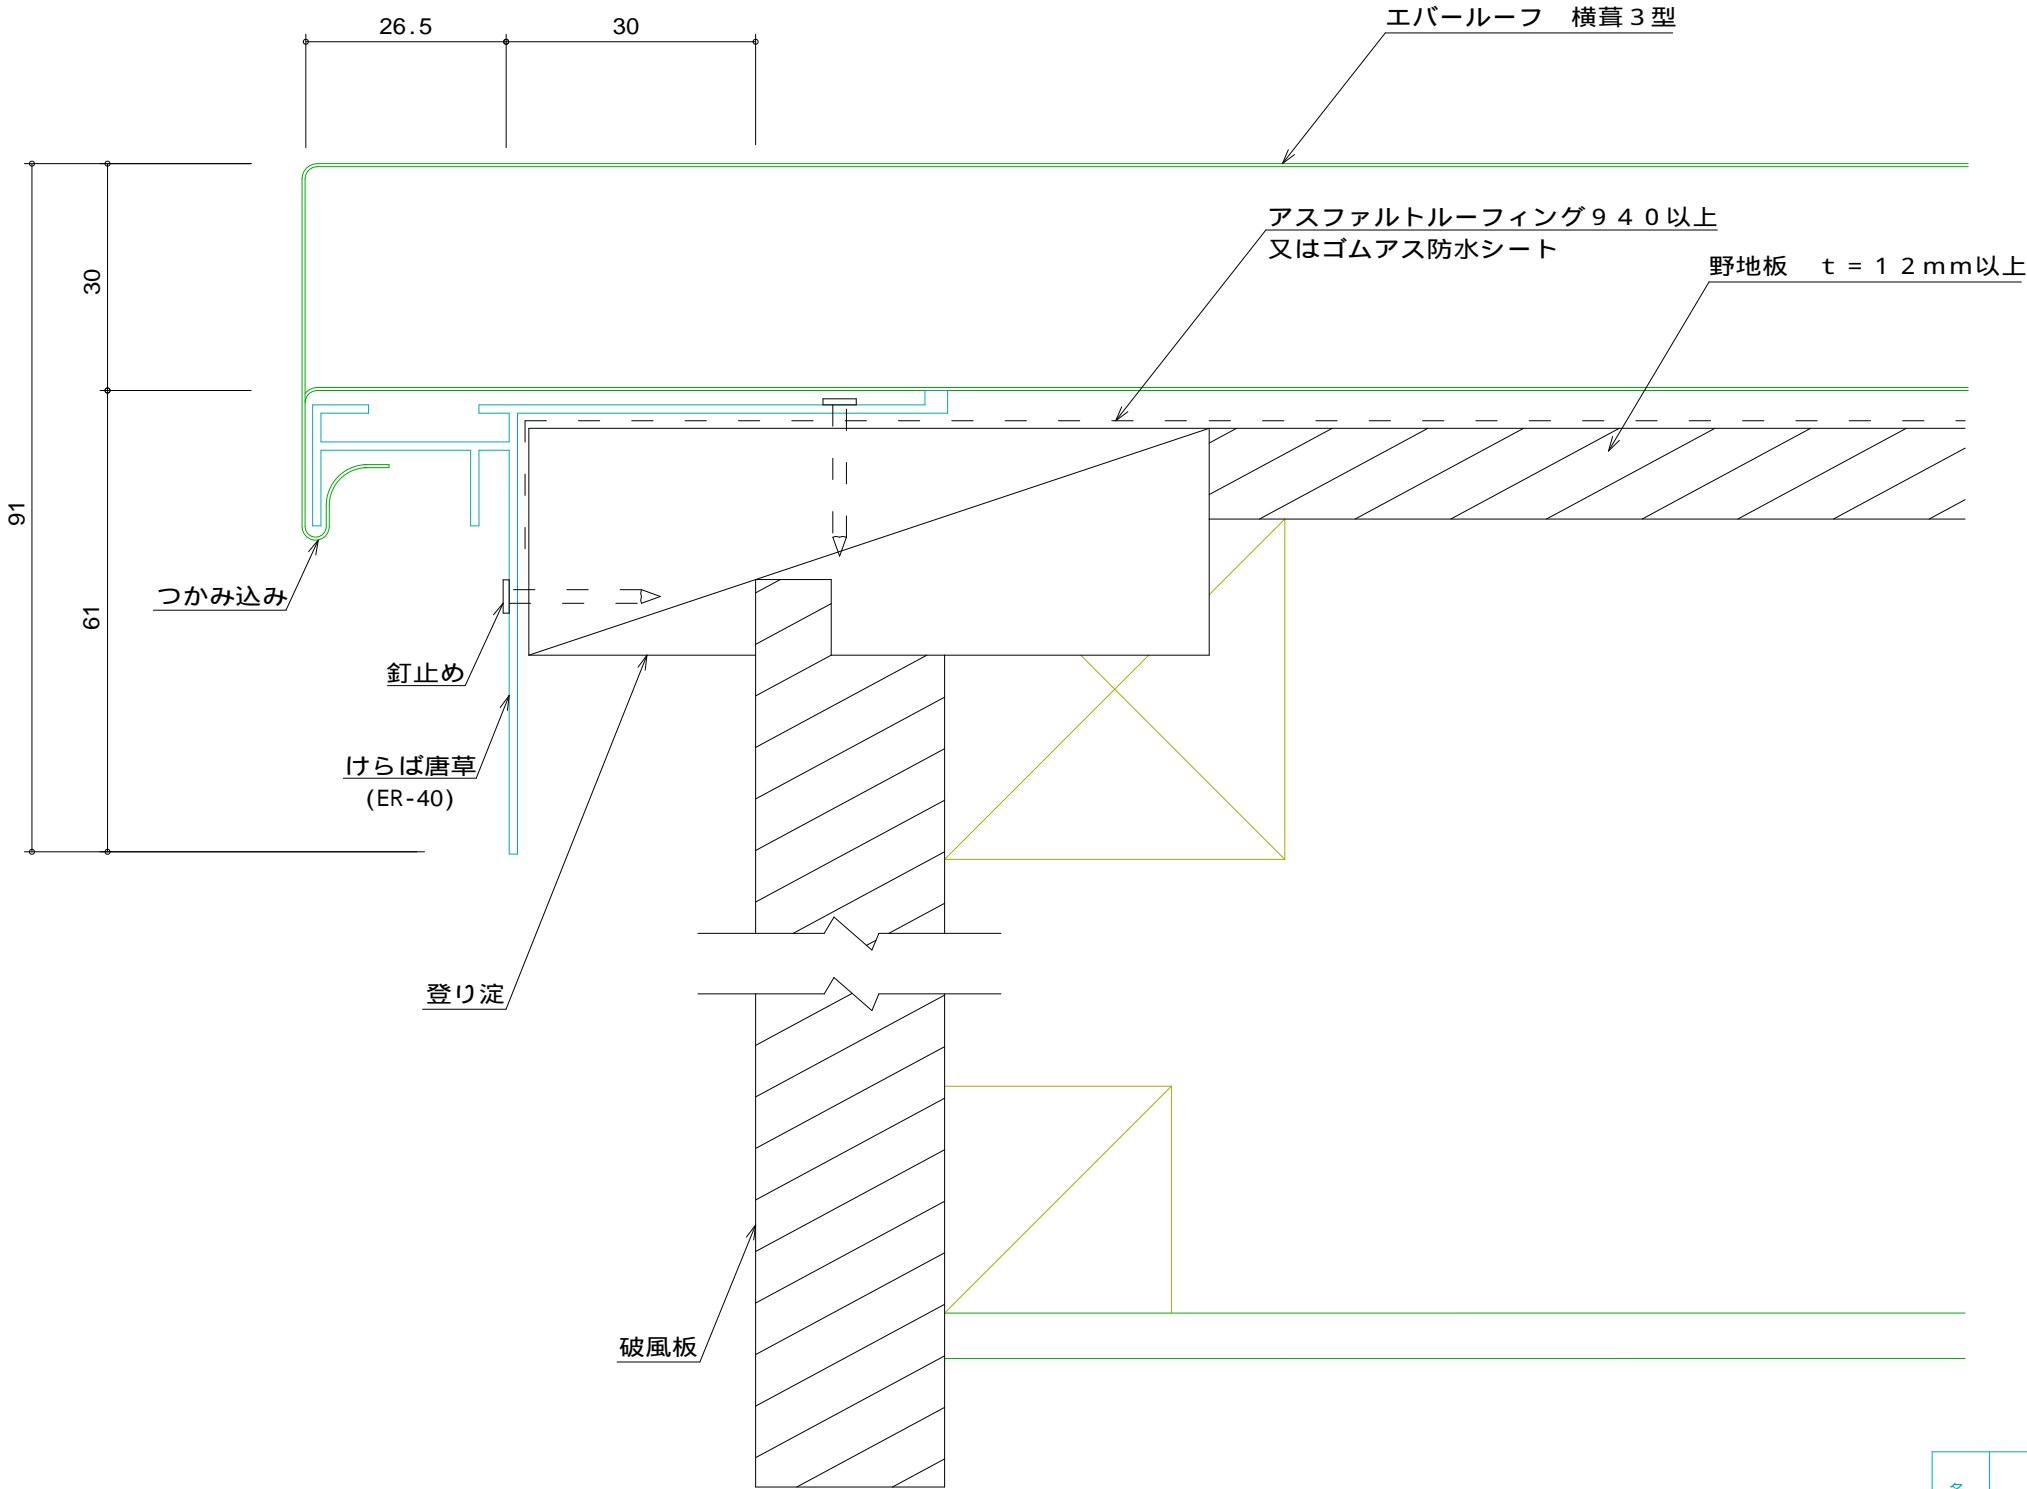 26.5
30
エバールーフ　横葺３型
アスファルトルーフィング９４０以上
又はゴムアス防水シート
野地板　ｔ＝１２ｍｍ以上
30
91
61
つかみ込み
釘止め
けらば唐草
(ER-40)
登り淀
破風板